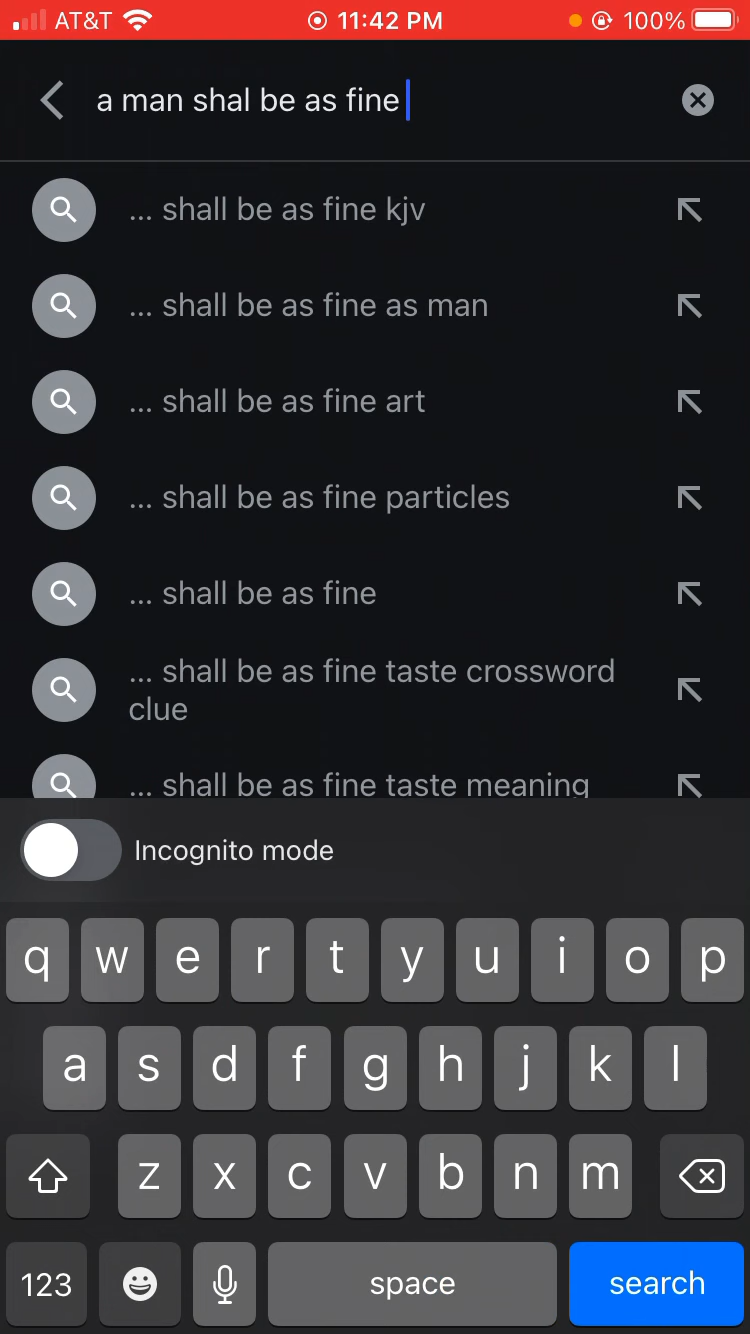 AT&T 11:42 PM 100%
a man shal be as fine
... shall be as fine kjv
... shall be as fine as man
... shall be as fine art
... shall be as fine particles
... shall be as fine
... shall be as fine taste crossword
clue
... shall be as fine taste meaning
Incognito mode
q w e r t y u i o p
a s d f g h j k l
z x c v b n m
123 space search